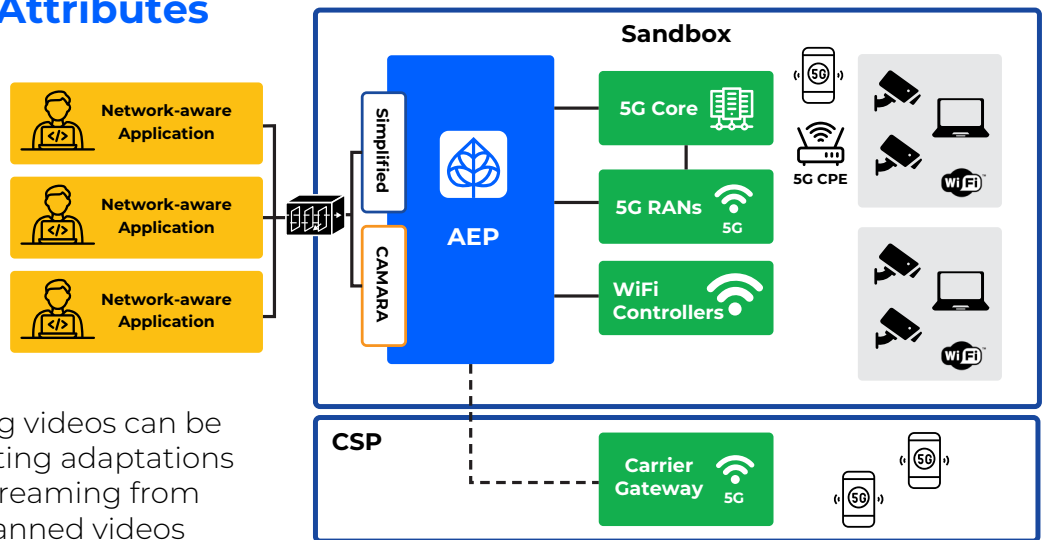 Attributes
Network-aware
Application
Network-aware
Application
Network-aware
Application
Sandbox
Simplified
CAMARA
AEP
5G Core
5G RANs
5G
WiFi
Controllers
5G
5G CPE
WiFi
WiFi
CSP
Carrier
Gateway
5G
5G
5G
g videos can be
ting adaptations
reaming from
anned videos